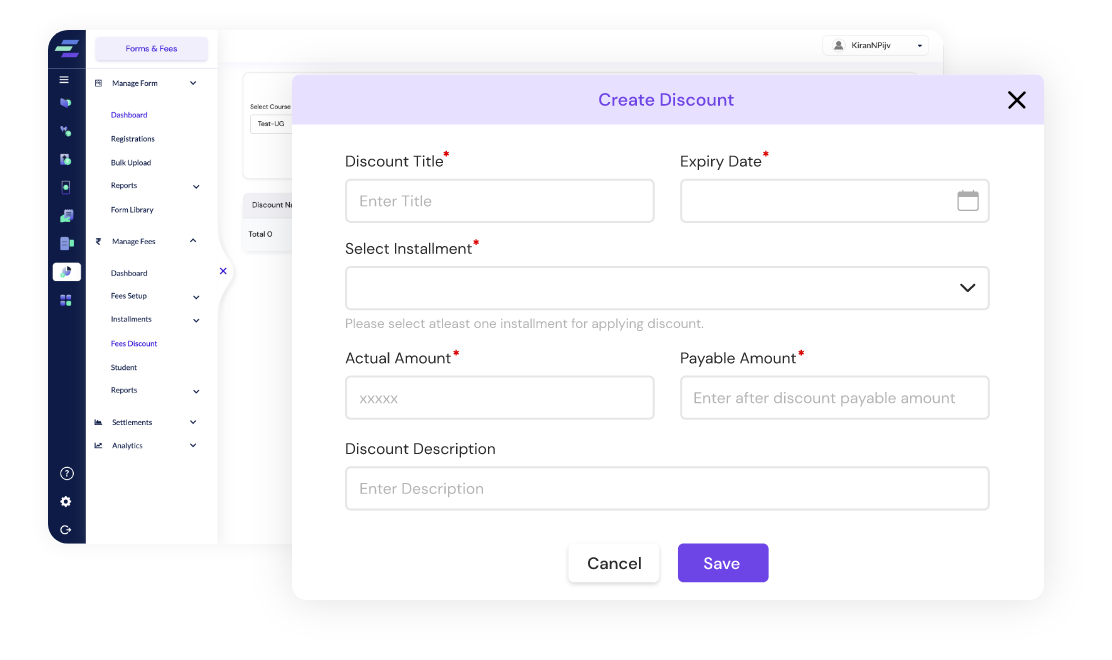 Forms & Fees
KiranNPijv
Manage Form
Dashboard
Registrations
Bulk Upload
Reports
Form Library
₹ Manage Fees
Dashboard
Fees Setup
Installments
Fees Discount
Student
Reports
Settlements
Analytics
?
Select Course
Test-UG
Discount
Total 0
Create Discount
Discount Title*
Expiry Date*
Enter Title
Select Installment*
Please select atleast one installment for applying discount.
Actual Amount*
Payable Amount*
xxxxx
Enter after discount payable amount
Discount Description
Enter Description
Cancel
Save